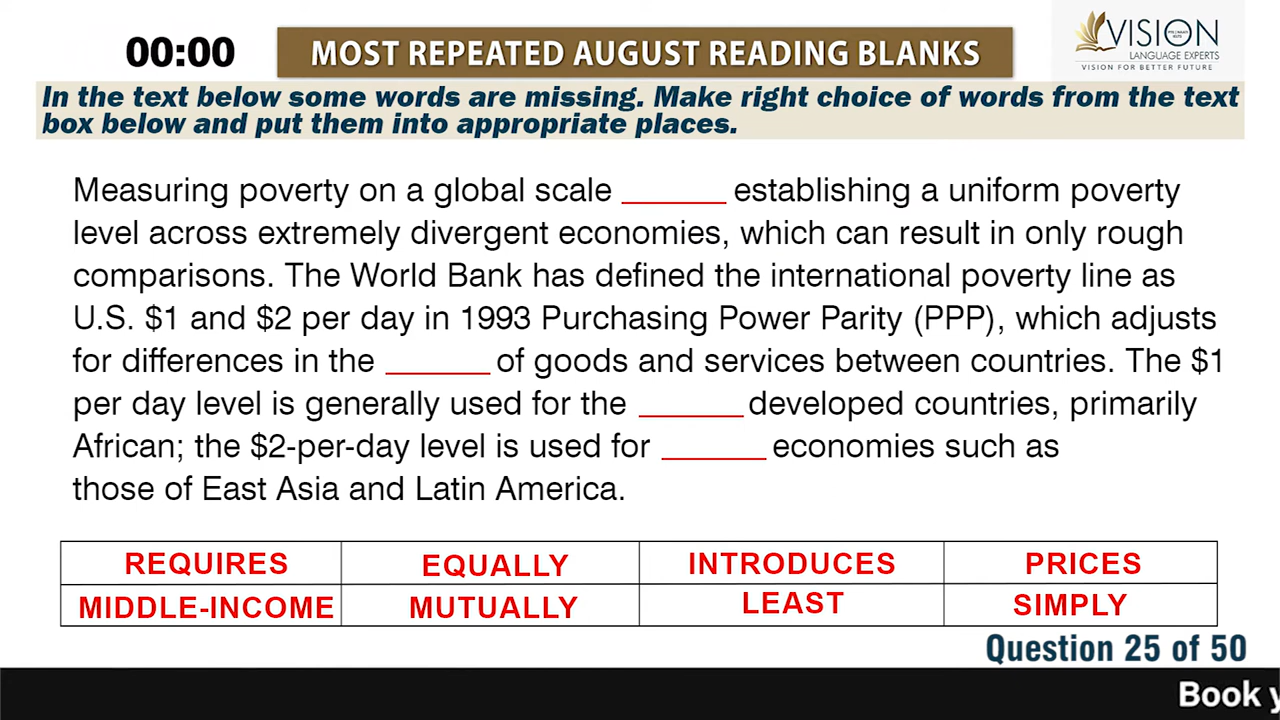 00:00
MOST REPEATED AUGUST READING BLANKS
VISION
LANGUAGE EXPERTS
VISION FOR BETTER FUTURE
In the text below some words are missing. Make right choice of words from the text
box below and put them into appropriate places.
Measuring poverty on a global scale ______ establishing a uniform poverty
level across extremely divergent economies, which can result in only rough
comparisons. The World Bank has defined the international poverty line as
U.S. $1 and $2 per day in 1993 Purchasing Power Parity (PPP), which adjusts
for differences in the ______ of goods and services between countries. The $1
per day level is generally used for the ______ developed countries, primarily
African; the $2-per-day level is used for ______ economies such as
those of East Asia and Latin America.
REQUIRES EQUALLY INTRODUCES PRICES
MIDDLE-INCOME MUTUALLY LEAST SIMPLY
Question 25 of 50
Book y